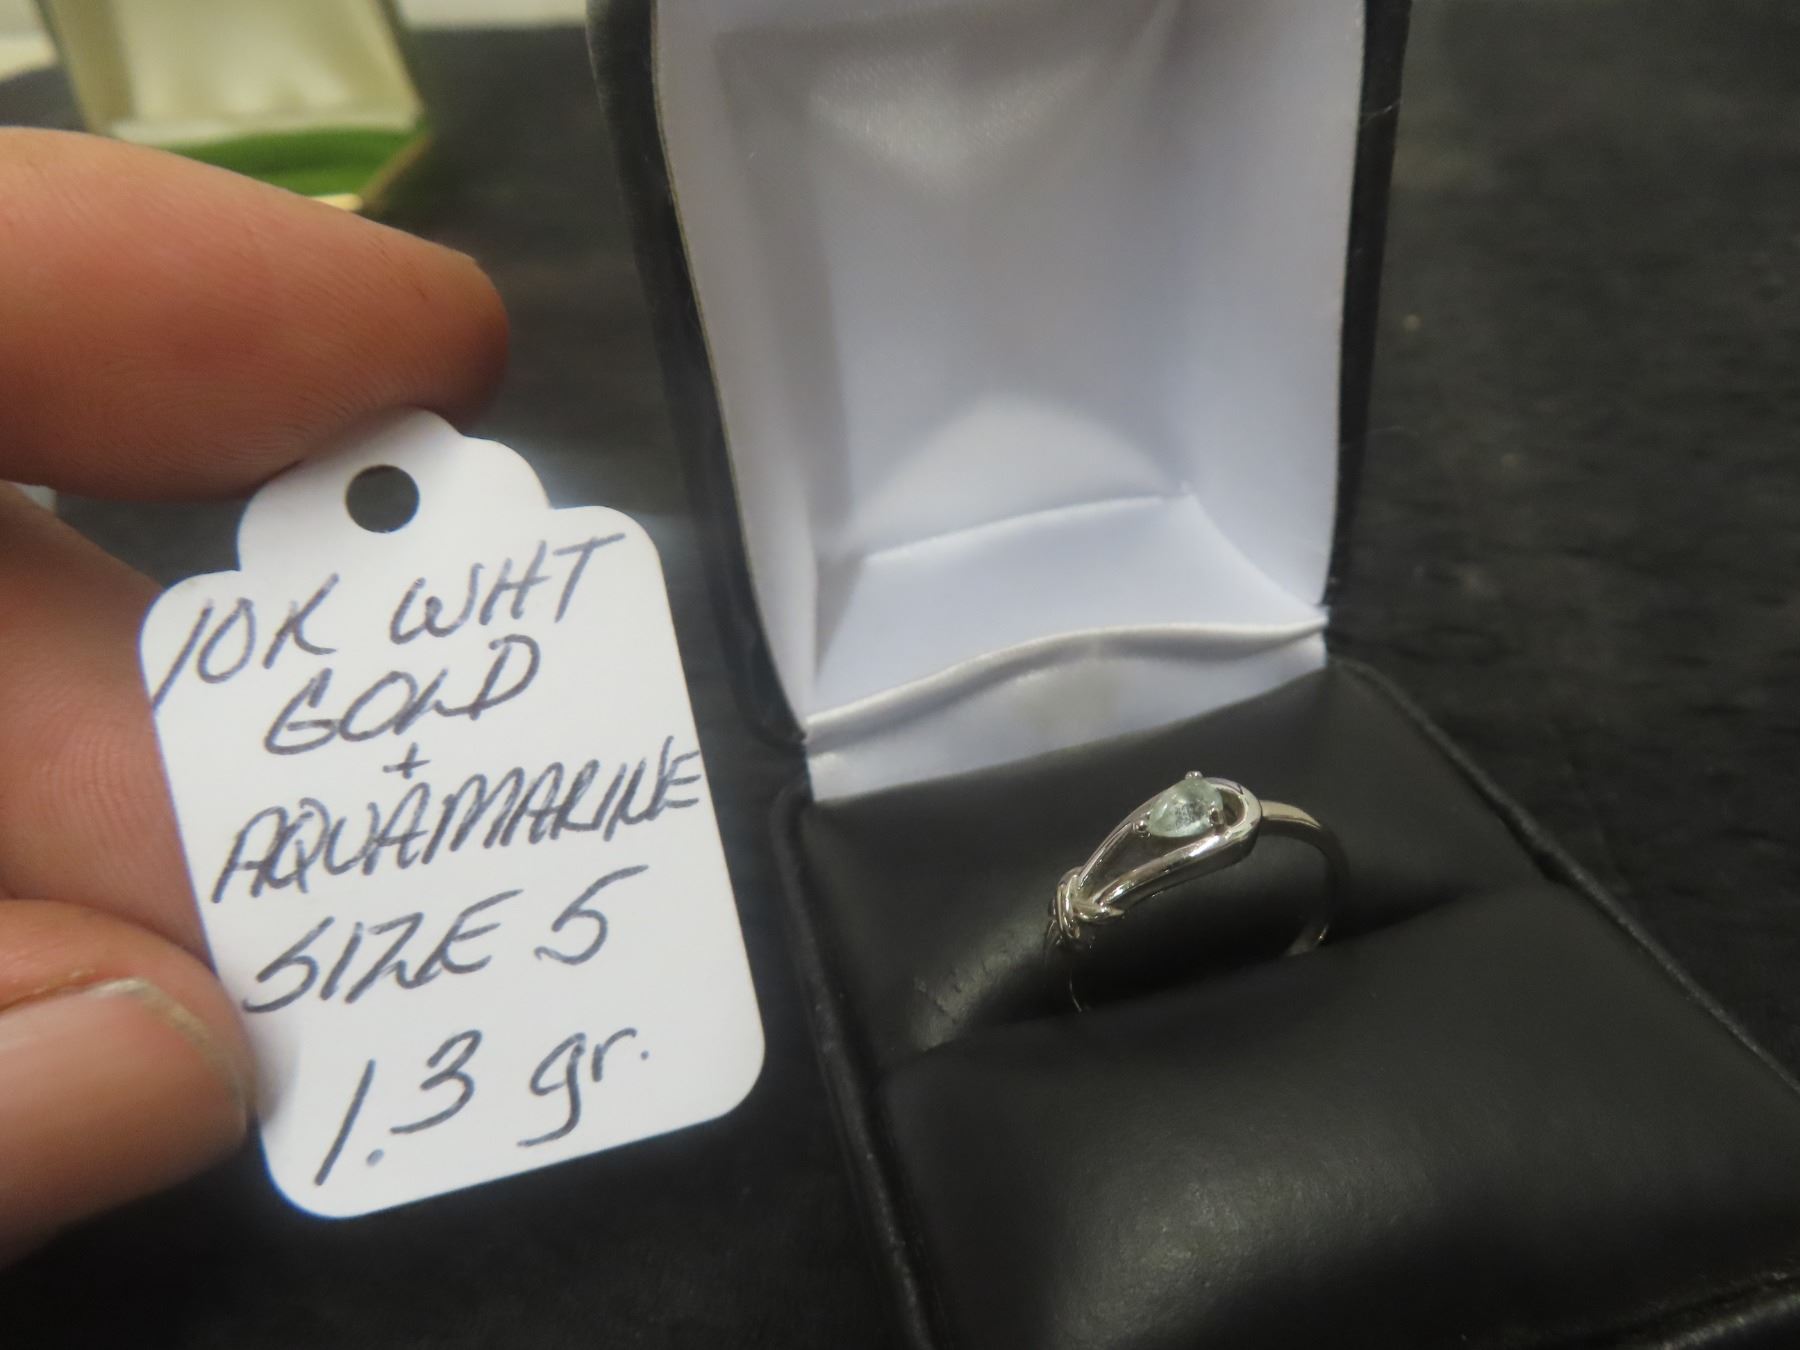 10K WHT
GOLD
+
AQUAMARINE
SIZE 5
1.3 gr.